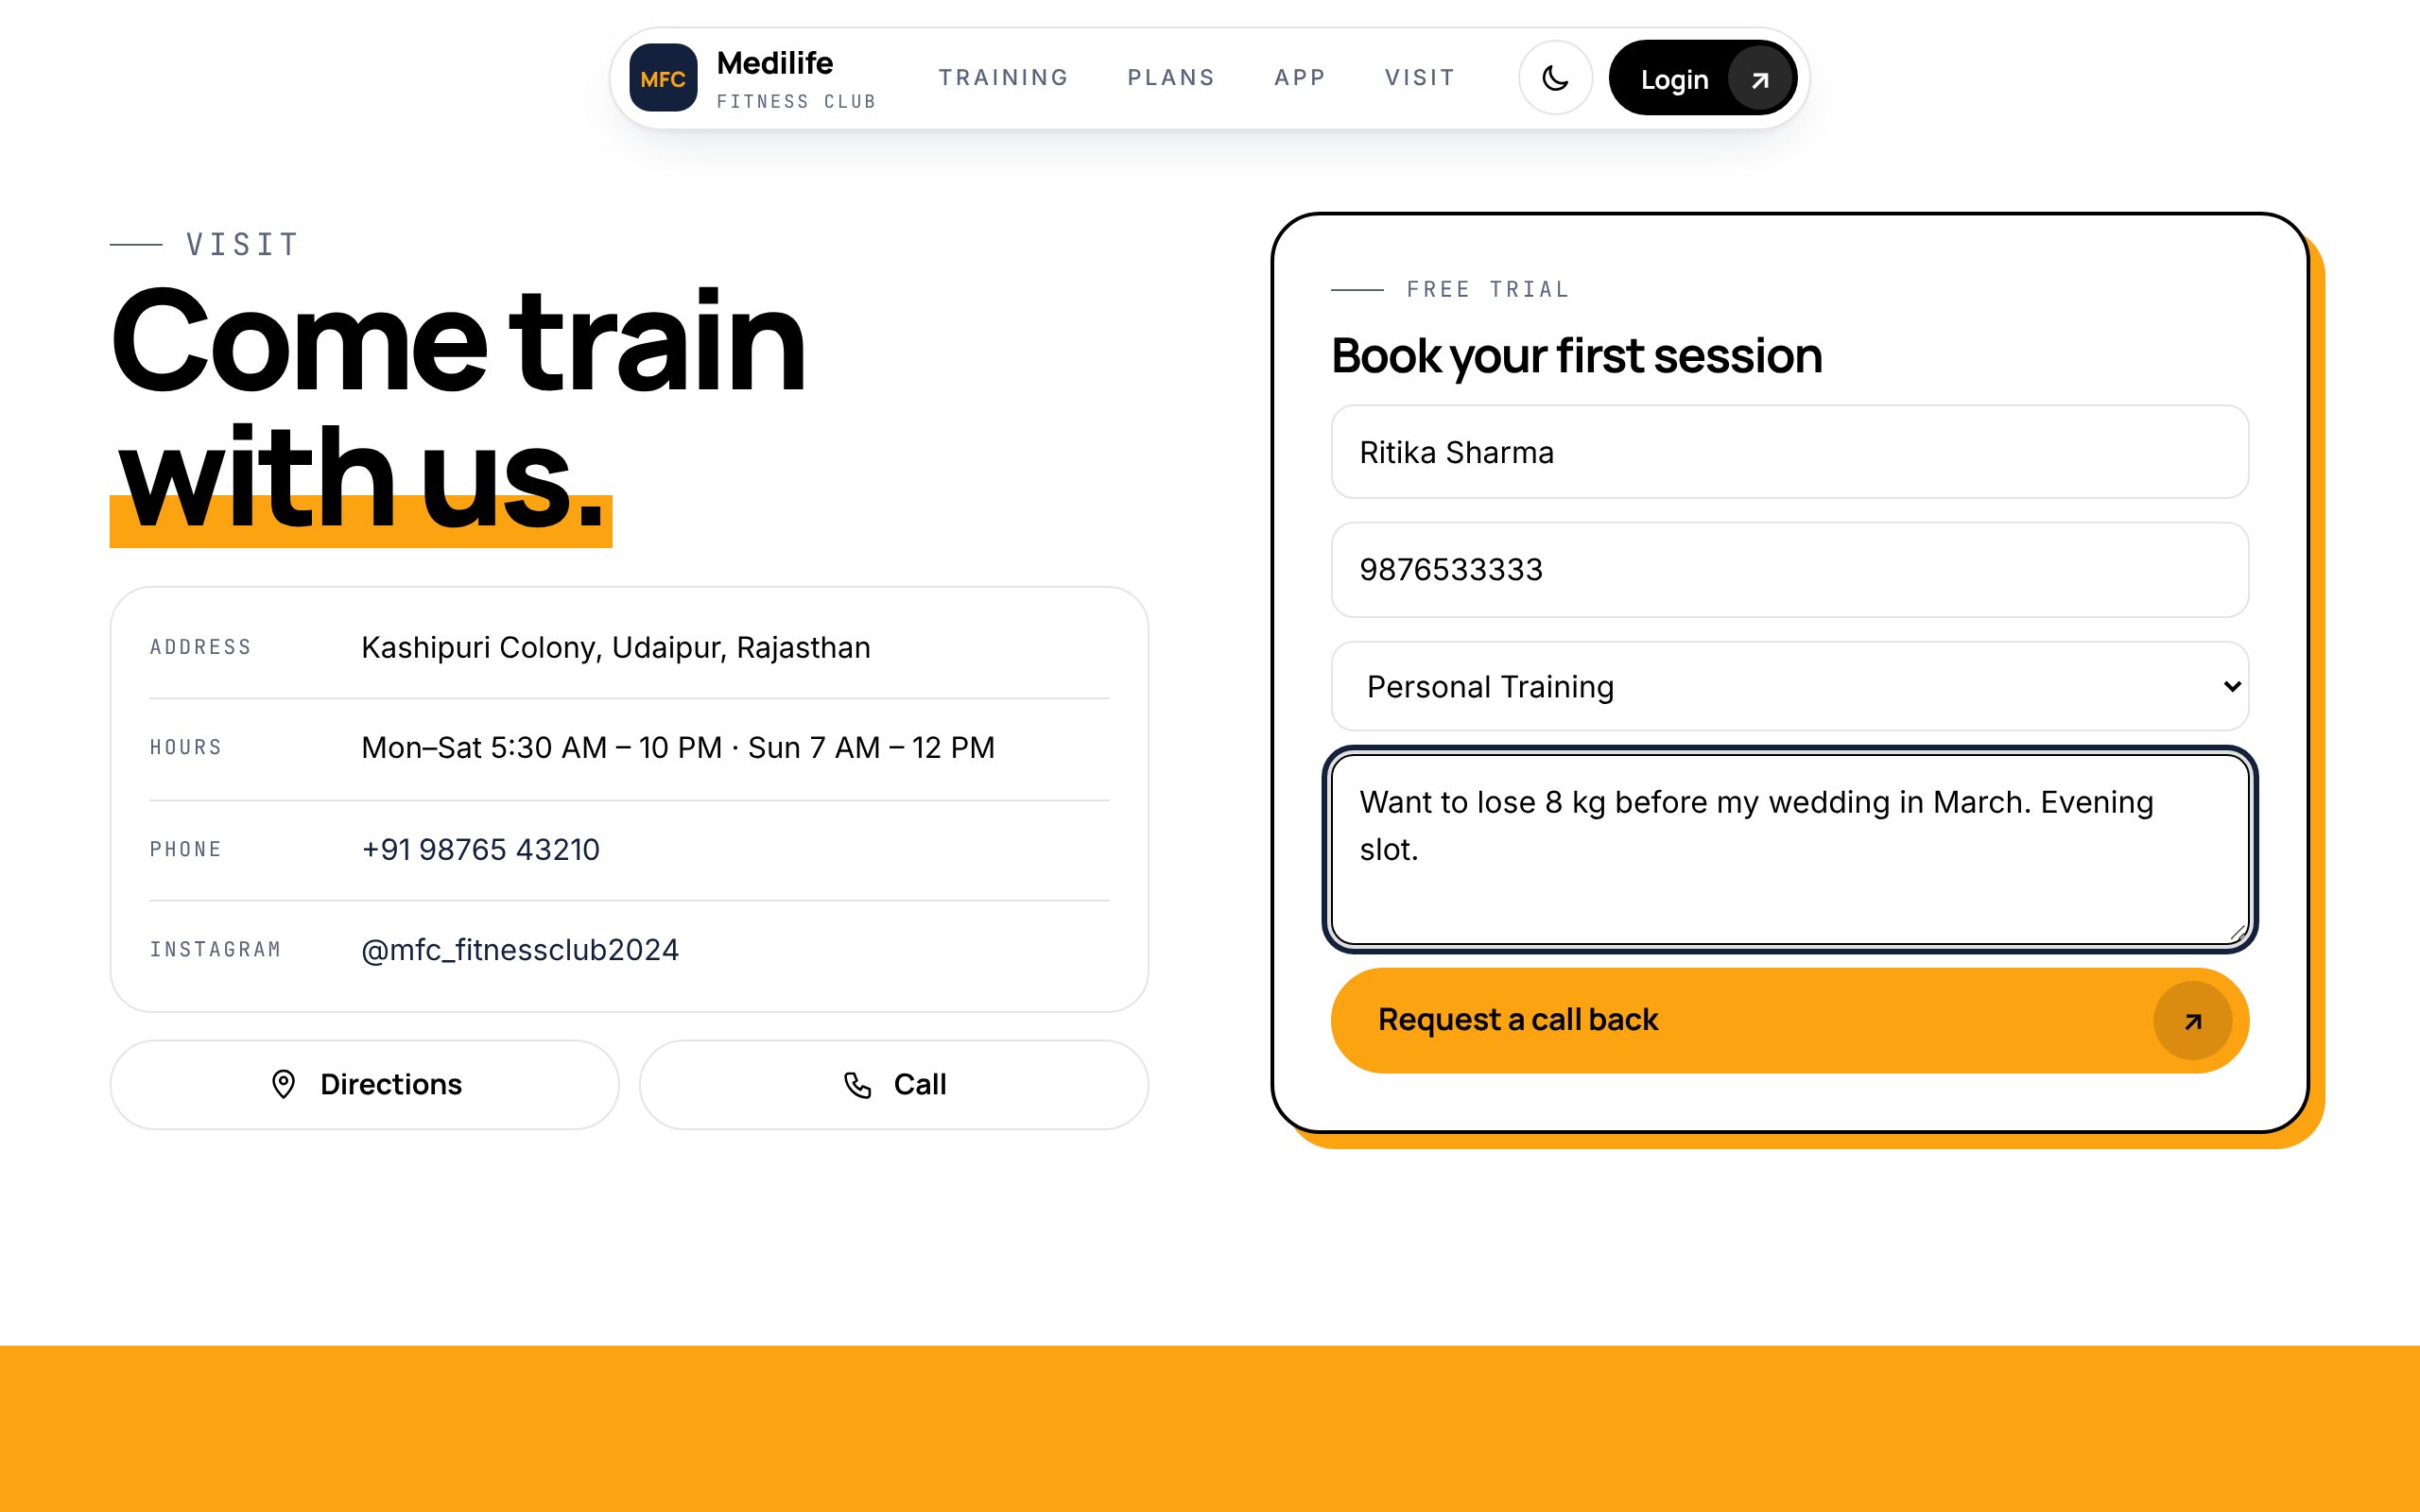 MFC
Medilife
FITNESS CLUB
TRAINING
PLANS
APP
VISIT
Login
VISIT
Come train
with us.
ADDRESS Kashipuri Colony, Udaipur, Rajasthan
HOURS Mon–Sat 5:30 AM – 10 PM · Sun 7 AM – 12 PM
PHONE +91 98765 43210
INSTAGRAM @mfc_fitnessclub2024
Directions
Call
FREE TRIAL
Book your first session
Ritika Sharma
9876533333
Personal Training
Want to lose 8 kg before my wedding in March. Evening
slot.
Request a call back